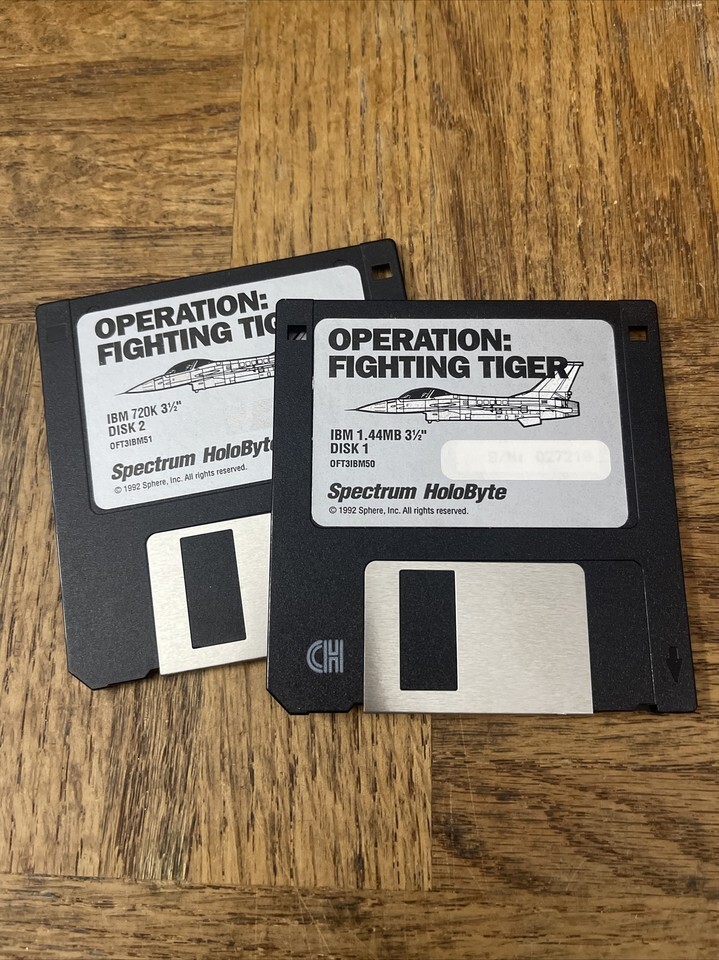 OPERATION:
FIGHTING TIG
IBM 720K 3½"
DISK 2
OFT3IBM51
Spectrum HoloByte
© 1992 Sphere, Inc. All rights reserved.
OPERATION:
FIGHTING TIGER
IBM 1.44MB 3½"
DISK 1
OFT3IBM50
Spectrum HoloByte
© 1992 Sphere, Inc. All rights reserved.
CH